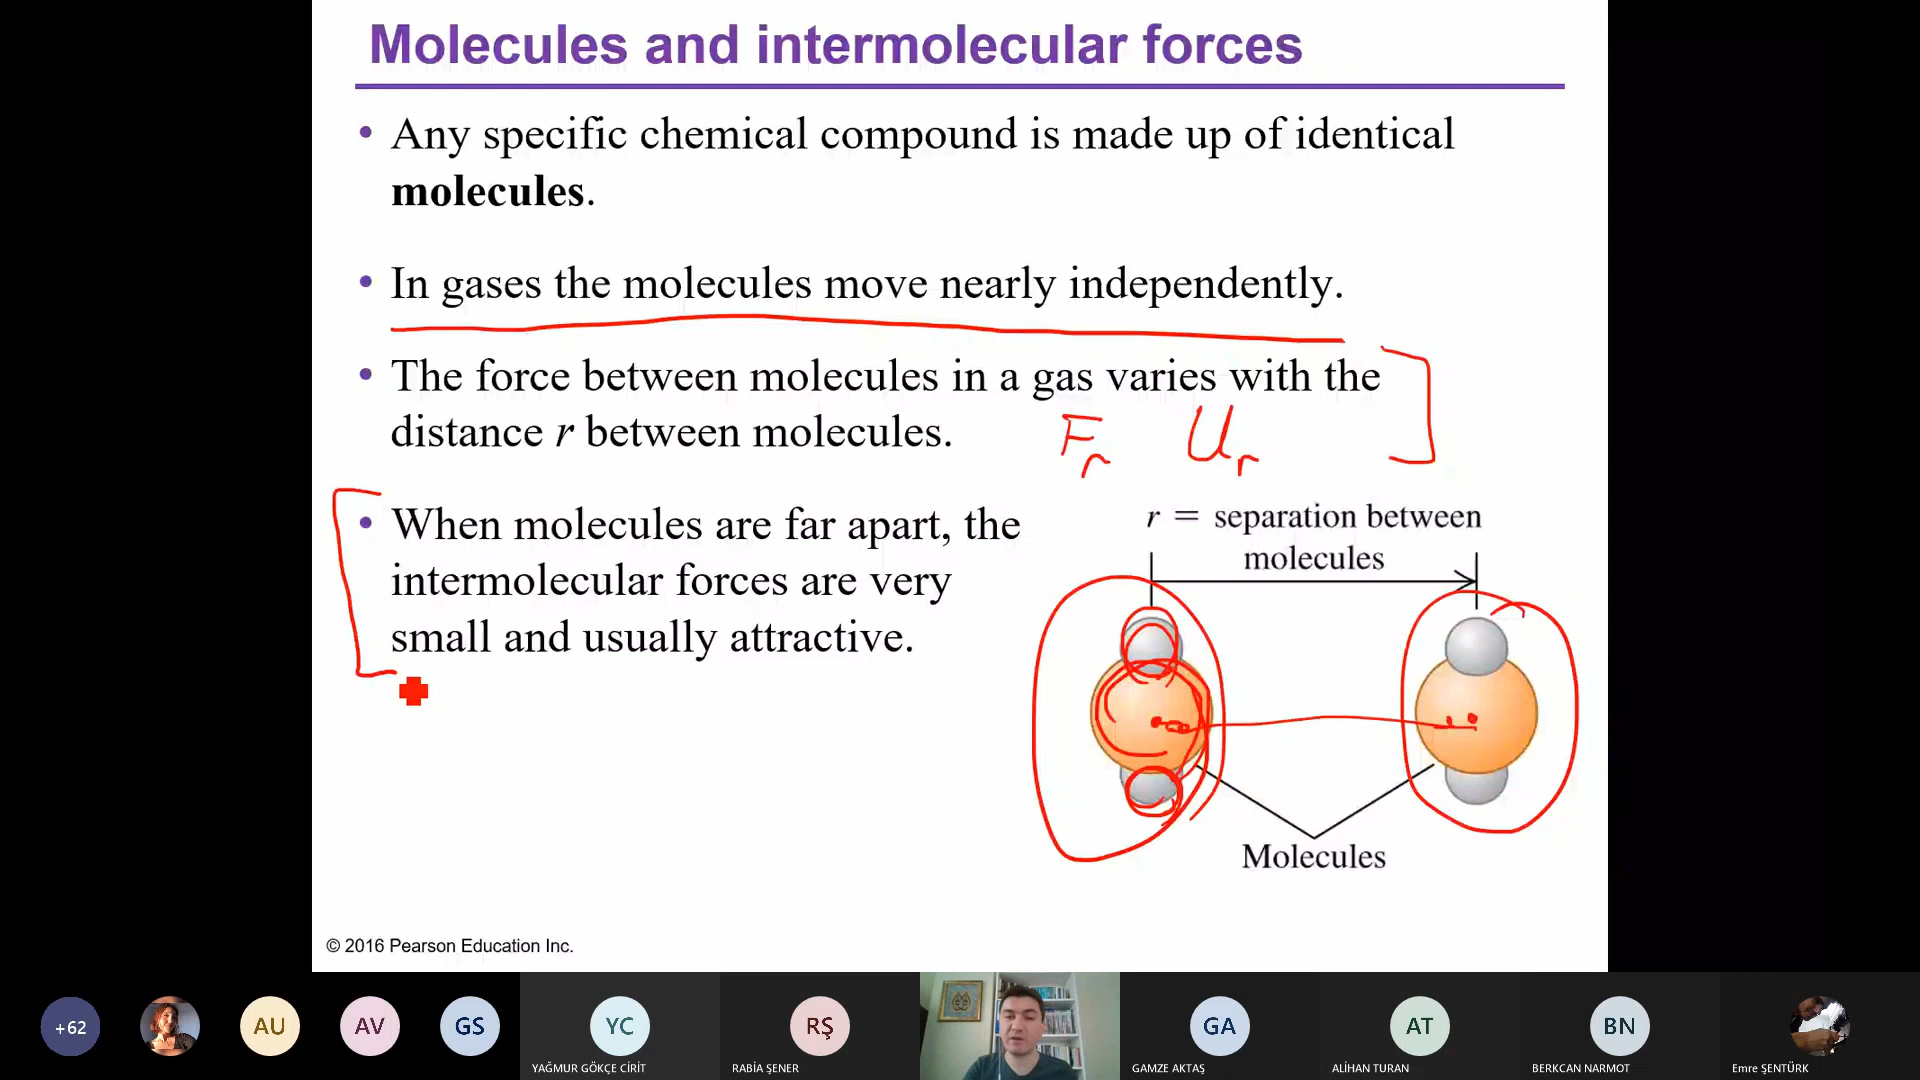 Molecules and intermolecular forces
• Any specific chemical compound is made up of identical
molecules.
• In gases the molecules move nearly independently.
• The force between molecules in a gas varies with the
distance r between molecules.
Fr Ur
• When molecules are far apart, the
intermolecular forces are very
small and usually attractive.
r = separation between
molecules
Molecules
© 2016 Pearson Education Inc.
+62
AU
AV
GS
YC
YAĞMUR GÖKÇE CİRİT
RŞ
RABİA ŞENER
GA
GAMZE AKTAŞ
AT
ALİHAN TURAN
BN
BERKCAN NARMOT
Emre ŞENTÜRK